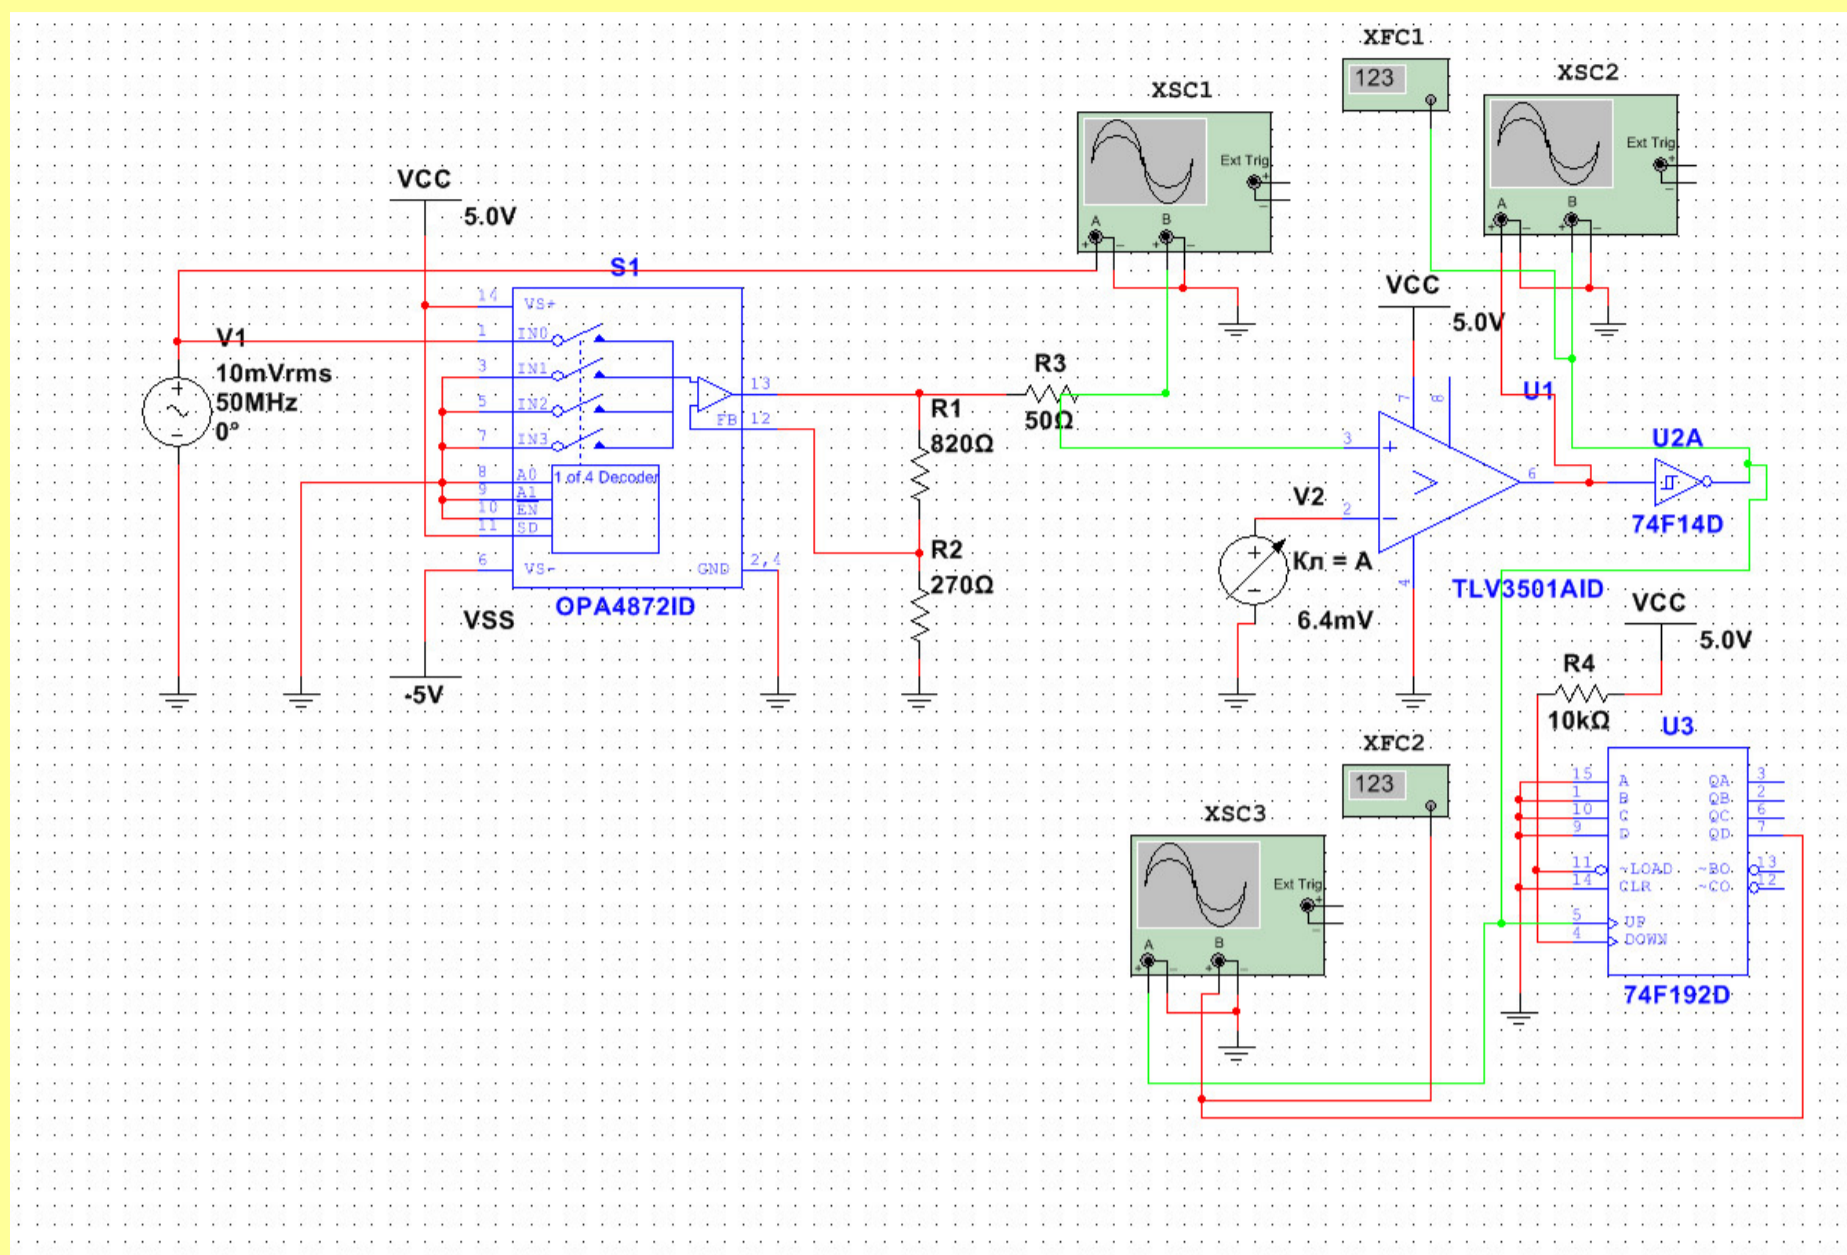 XFC1
123
XSC2
XSC1
Ext Trig
+
_
A
B
+
_
+
_
Ext Trig
+
_
A
B
+
_
+
_
VCC
5.0V
S1
VCC
5.0V
V1
10mVrms
50MHz
0°
14
VS+
1
IN0
3
IN1
5
IN2
7
IN3
8
A0
9
A1
10
EN
11
SD
1 of 4 Decoder
6
VS-
13
FB
12
GND
2,4
OPA4872ID
VSS
-5V
R3
50Ω
R1
820Ω
R2
270Ω
U1
7
8
3
+
2
−
6
4
TLV3501AID
V2
+
−
Кл = A
6.4mV
U2A
74F14D
VCC
5.0V
R4
10kΩ
U3
15
A
QA
3
1
B
QB
2
10
C
QC
6
9
D
QD
7
11
~LOAD
~BO
13
14
CLR
~CO
12
5
UP
4
DOWN
74F192D
XFC2
123
XSC3
Ext Trig
+
_
A
B
+
_
+
_